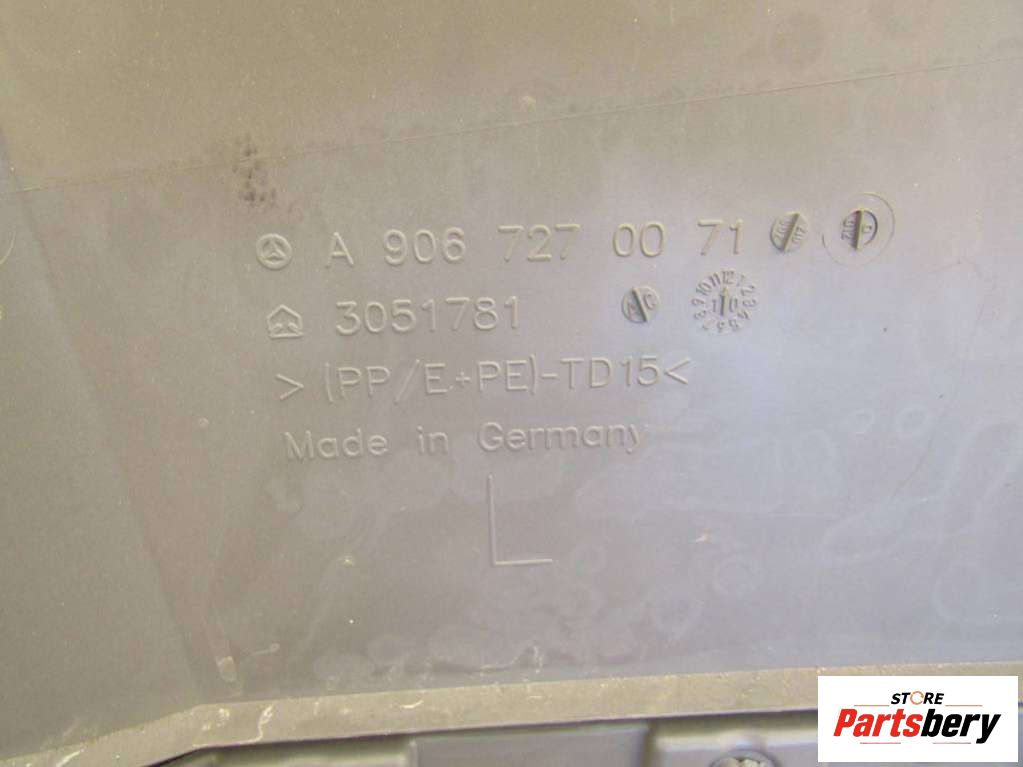 A 906 727 00 71
3051781
>(PP/E+PE)-TD15<
Made in Germany
L
STORE
Partsbery